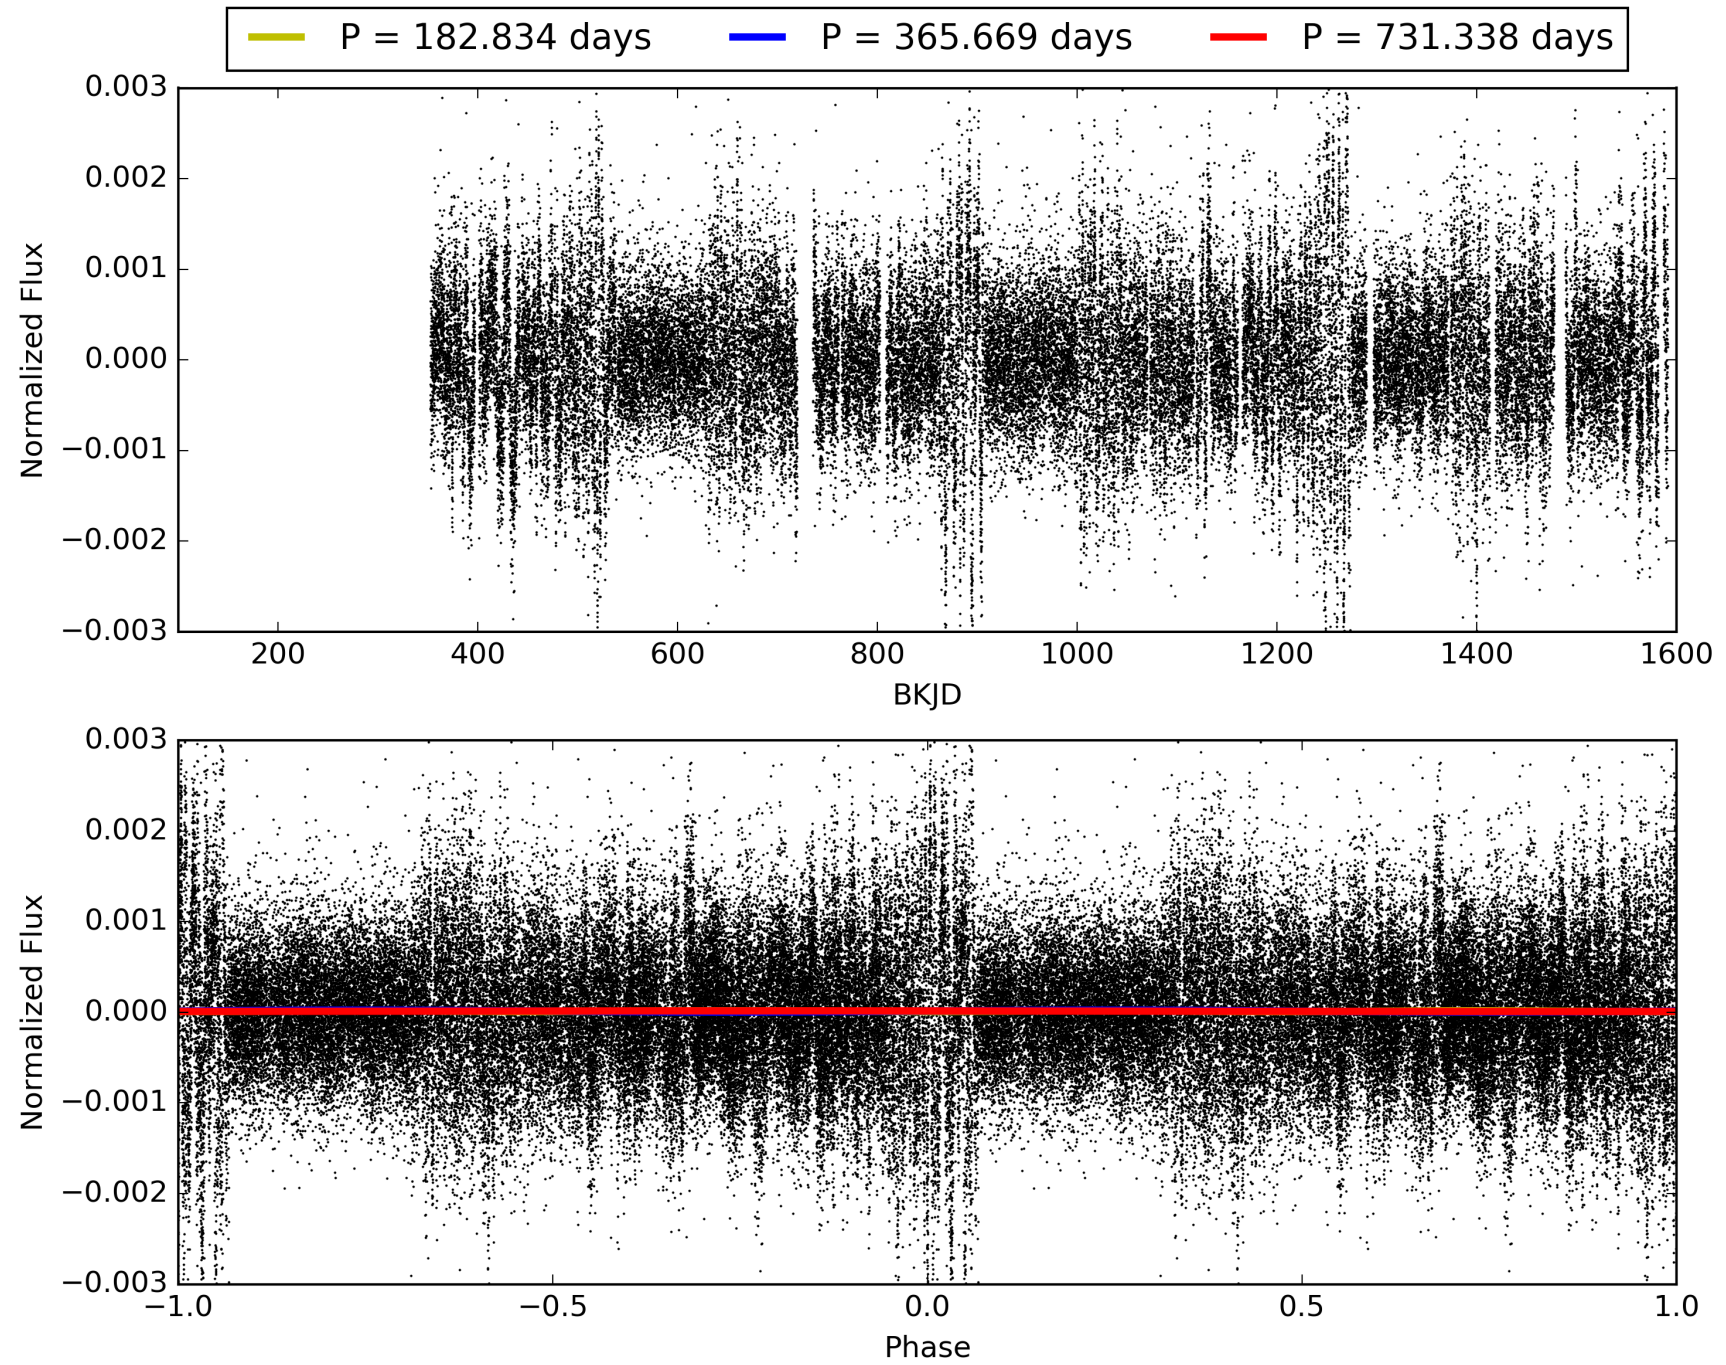 P = 182.834 days P = 365.669 days P = 731.338 days
0.003
0.002
0.001
0.000
−0.001
−0.002
−0.003
Normalized Flux
200 400 600 800 1000 1200 1400 1600
BKJD
0.003
0.002
0.001
0.000
−0.001
−0.002
−0.003
Normalized Flux
−1.0 −0.5 0.0 0.5 1.0
Phase